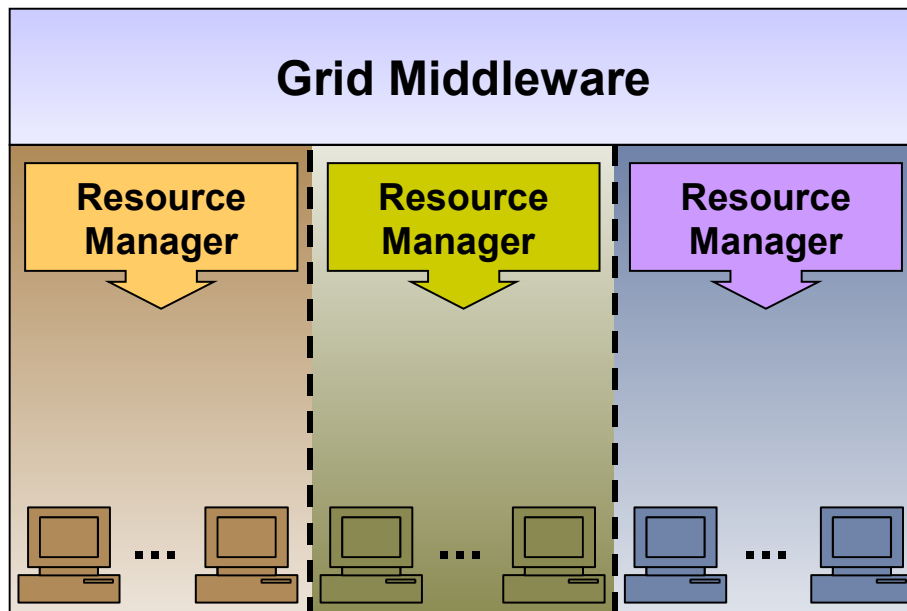 Grid Middleware
Resource
Manager
Resource
Manager
Resource
Manager
... ... ...